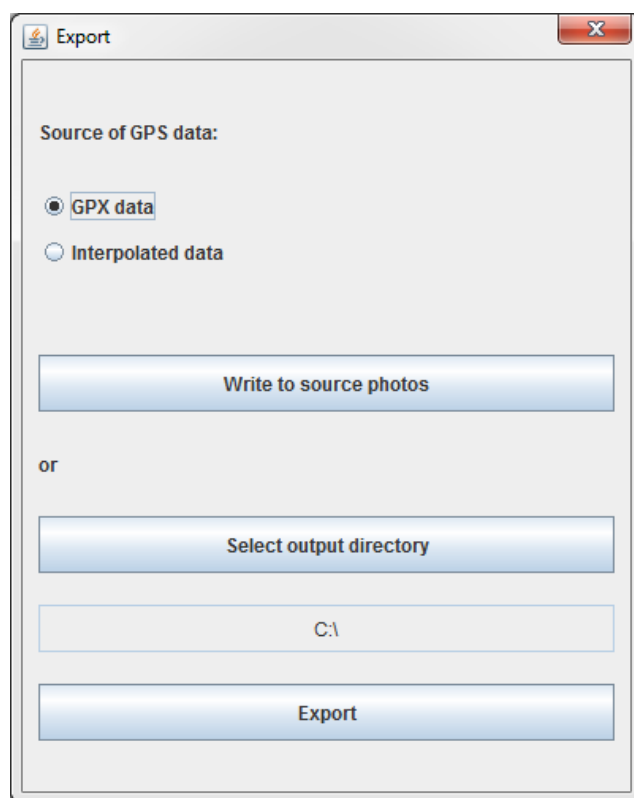 Export
Source of GPS data:
GPX data
Interpolated data
Write to source photos
or
Select output directory
C:\
Export